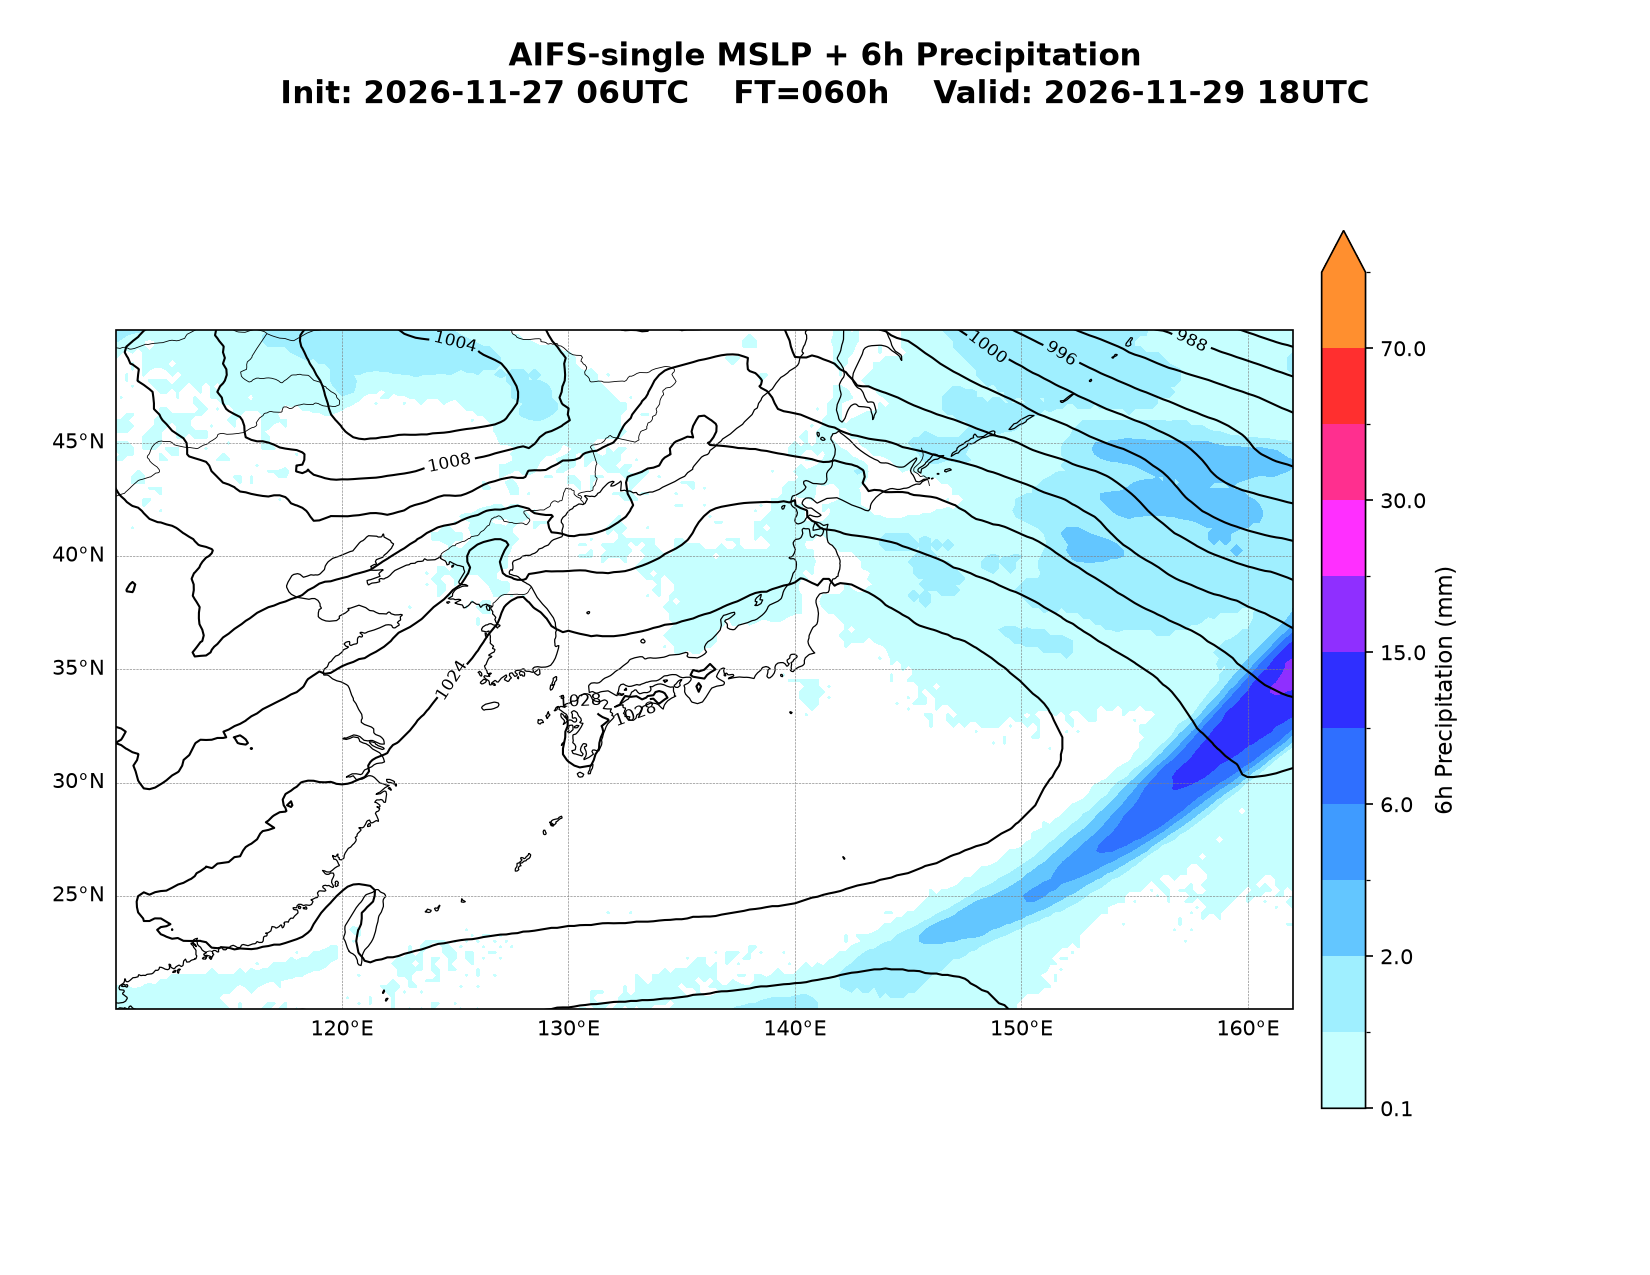 AIFS-single MSLP + 6h Precipitation
Init: 2026-11-27 06UTC    FT=060h    Valid: 2026-11-29 18UTC
1004
1000
996
988
1008
1024
1028
1028
45°N
40°N
35°N
30°N
25°N
120°E
130°E
140°E
150°E
160°E
70.0
30.0
15.0
6.0
2.0
0.1
6h Precipitation (mm)